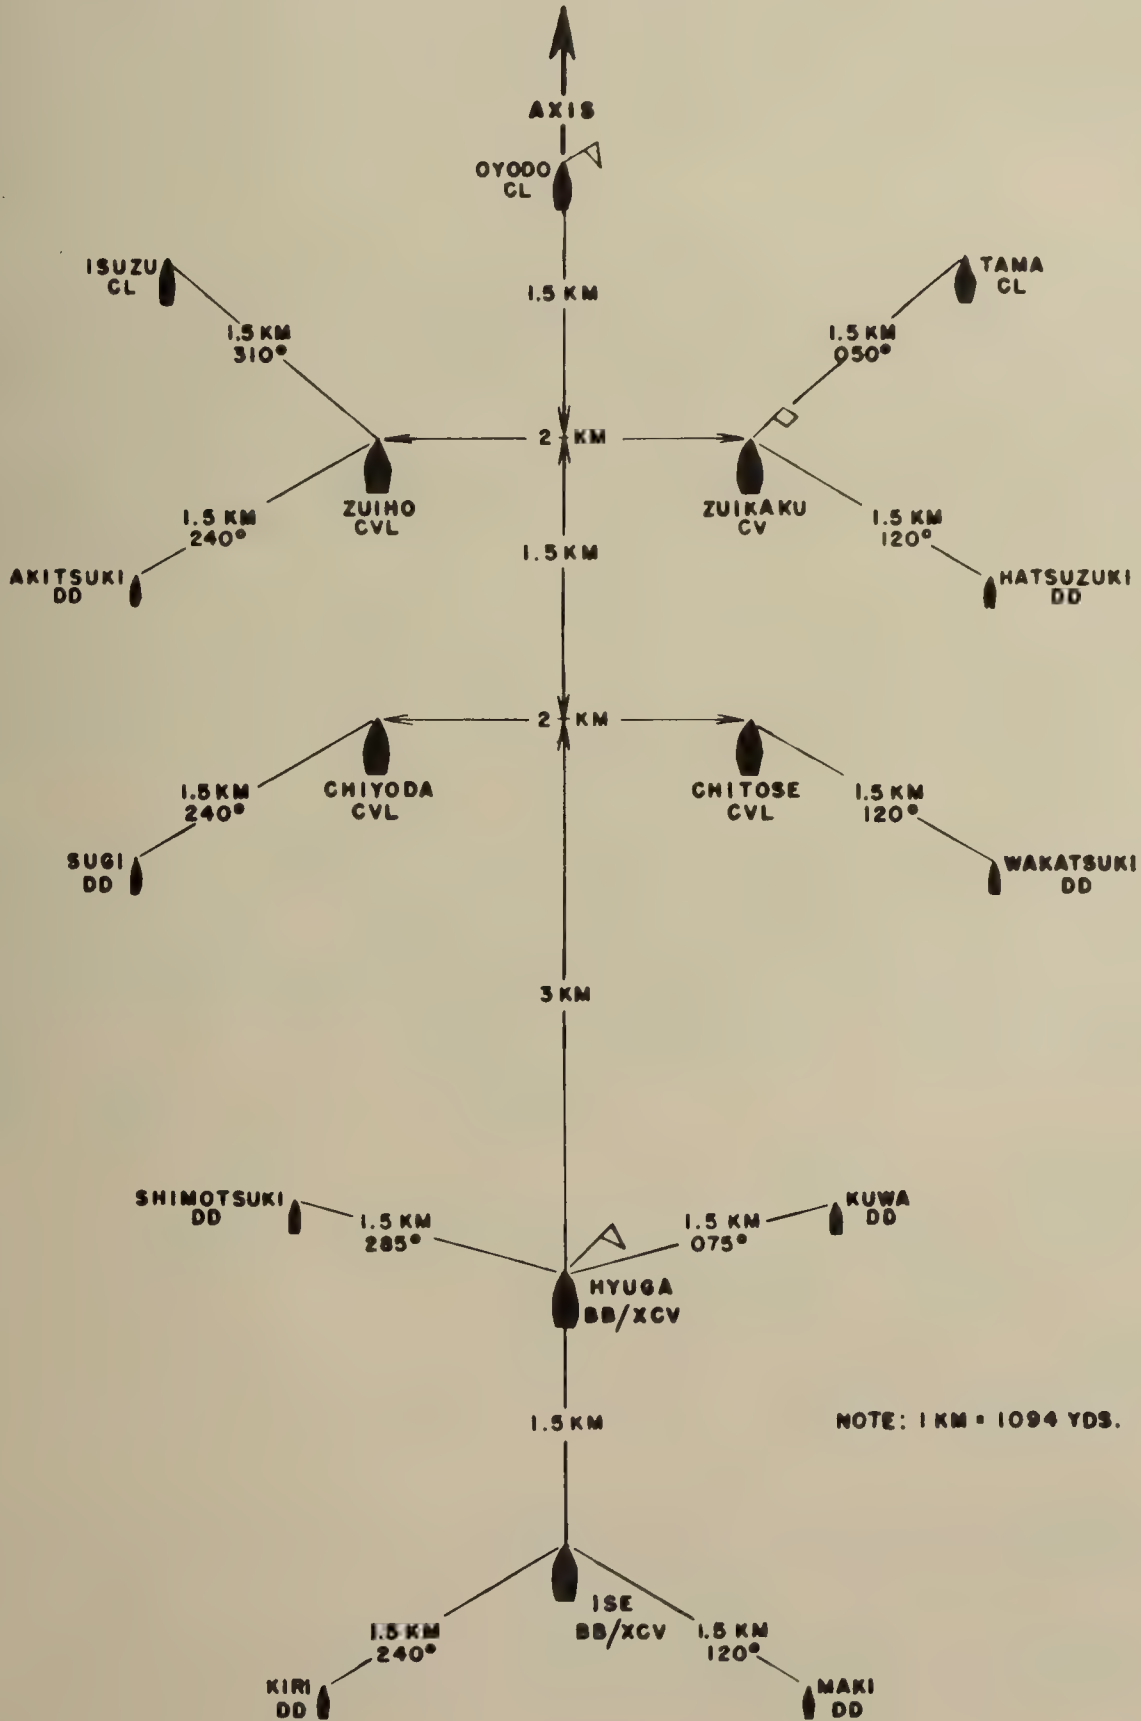 AXIS
OYODO
CL
ISUZU
CL
TAMA
CL
1.5 KM
1.5 KM
310°
1.5 KM
050°
2 KM
ZUIHO
CVL
ZUIKAKU
CV
1.5 KM
240°
1.5 KM
120°
1.5 KM
AKITSUKI
DD
HATSUZUKI
DD
2 KM
CHIYODA
CVL
CHITOSE
CVL
1.5 KM
240°
1.5 KM
120°
SUGI
DD
WAKATSUKI
DD
3 KM
SHIMOTSUKI
DD
KUWA
DD
1.5 KM
285°
1.5 KM
075°
HYUGA
BB/XCV
1.5 KM
NOTE: 1 KM = 1094 YDS.
ISE
BB/XCV
1.5 KM
240°
1.5 KM
120°
KIRI
DD
MAKI
DD